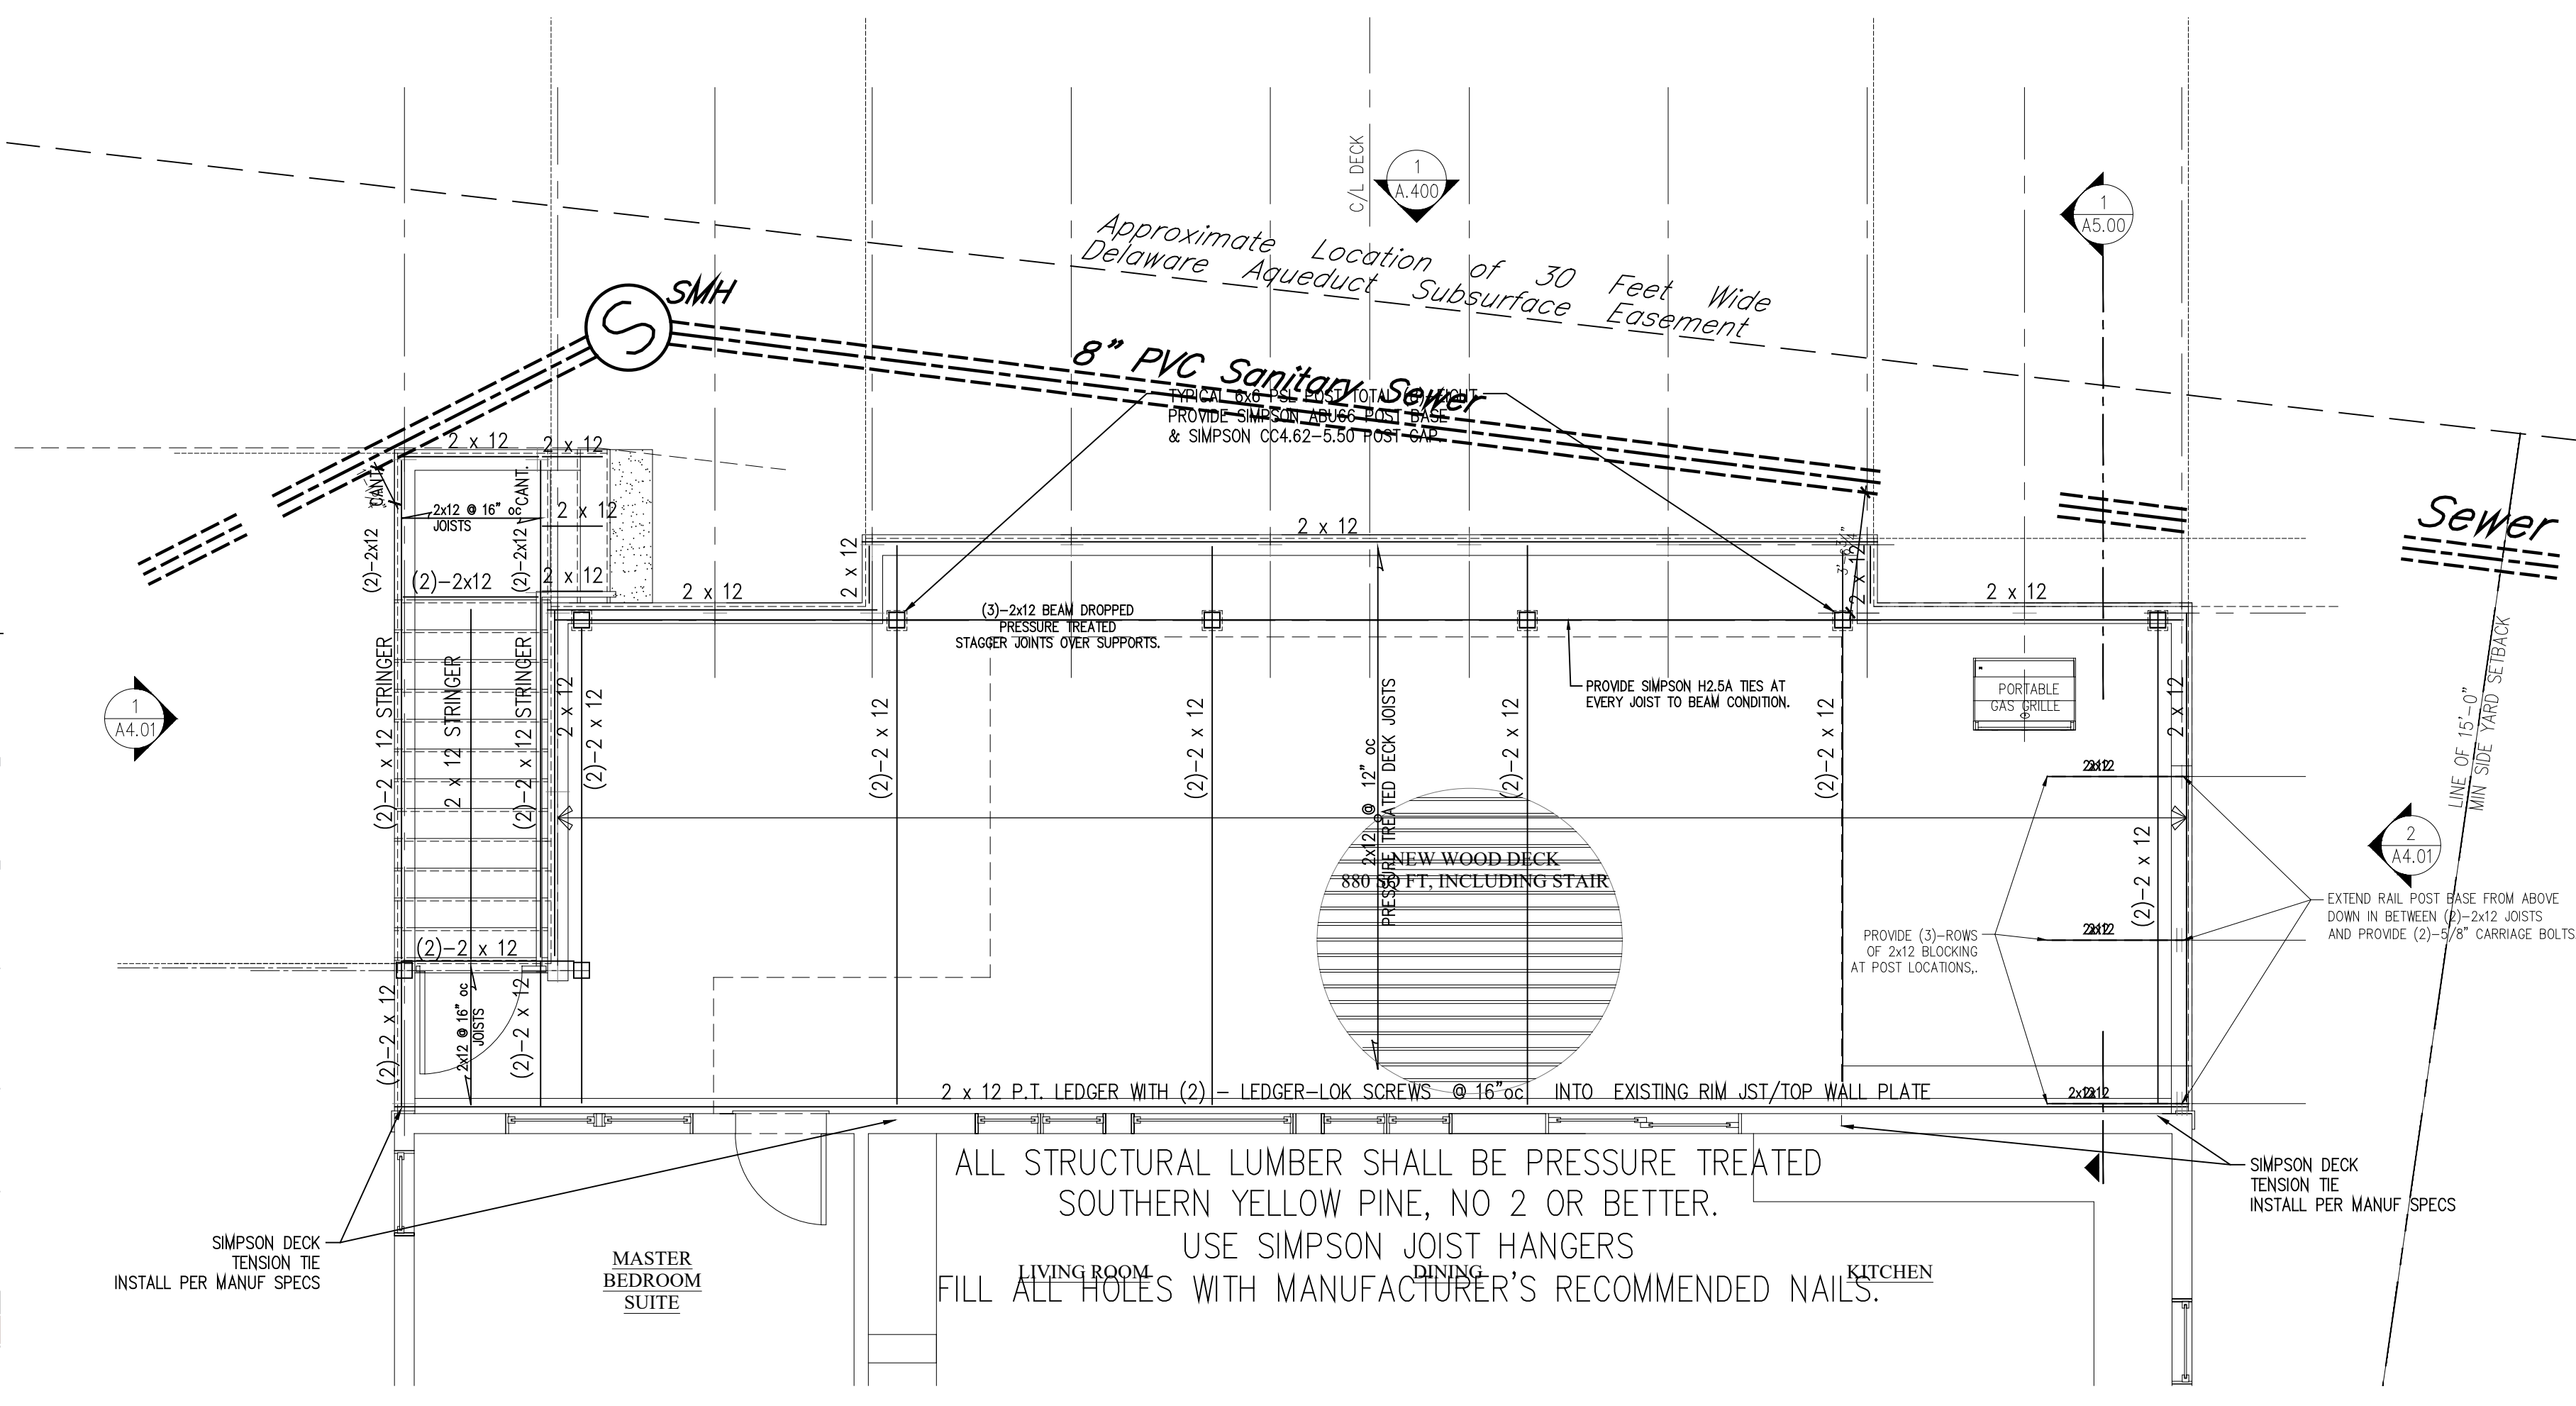 C/L DECK
1
A.400
1
A5.00
Approximate Location of 30 Feet Wide
Delaware Aqueduct Subsurface Easement
SMH
8" PVC Sanitary Sewer
TYPICAL 6x6 PSL POST TOTAL
PROVIDE SIMPSON ABU66 POST BASE
& SIMPSON CC4.62-5.50 POST CAP.
2 x 12
2 x 12
CANT.
CANT.
2x12 @ 16" oc
JOISTS
2 x 12
(2)-2x12
(2)-2x12
(2)-2x12
2 x 12
2 x 12
2 x 12
2 x 12
2 x 12
2 x 12
Sewer
(3)-2x12 BEAM DROPPED
PRESSURE TREATED
STAGGER JOINTS OVER SUPPORTS.
PROVIDE SIMPSON H2.5A TIES AT
EVERY JOIST TO BEAM CONDITION.
PORTABLE
GAS GRILLE
LINE OF 15'-0"
MIN SIDE YARD SETBACK
1
A4.01
(2)-2 x 12 STRINGER
2 x 12 STRINGER
(2)-2 x 12 STRINGER
2 x 12
(2)-2 x 12
(2)-2 x 12
(2)-2 x 12
2x12 @ 12" oc
PRESSURE TREATED DECK JOISTS
(2)-2 x 12
(2)-2 x 12
2 x 12
2x12
(2)-2 x 12
2
A4.01
NEW WOOD DECK
880 SQ FT, INCLUDING STAIR
EXTEND RAIL POST BASE FROM ABOVE
DOWN IN BETWEEN (2)-2x12 JOISTS
AND PROVIDE (2)-5/8" CARRIAGE BOLTS
2x12
PROVIDE (3)-ROWS
OF 2x12 BLOCKING
AT POST LOCATIONS,.
(2)-2 x 12
(2)-2 x 12
2x12 @ 16" oc
JOISTS
(2)-2 x 12
2x12
2 x 12 P.T. LEDGER WITH (2) - LEDGER-LOK SCREWS @ 16"oc INTO EXISTING RIM JST/TOP WALL PLATE
ALL STRUCTURAL LUMBER SHALL BE PRESSURE TREATED
SOUTHERN YELLOW PINE, NO 2 OR BETTER.
USE SIMPSON JOIST HANGERS
FILL ALL HOLES WITH MANUFACTURER'S RECOMMENDED NAILS.
SIMPSON DECK
TENSION TIE
INSTALL PER MANUF SPECS
SIMPSON DECK
TENSION TIE
INSTALL PER MANUF SPECS
MASTER
BEDROOM
SUITE
LIVING ROOM
DINING
KITCHEN